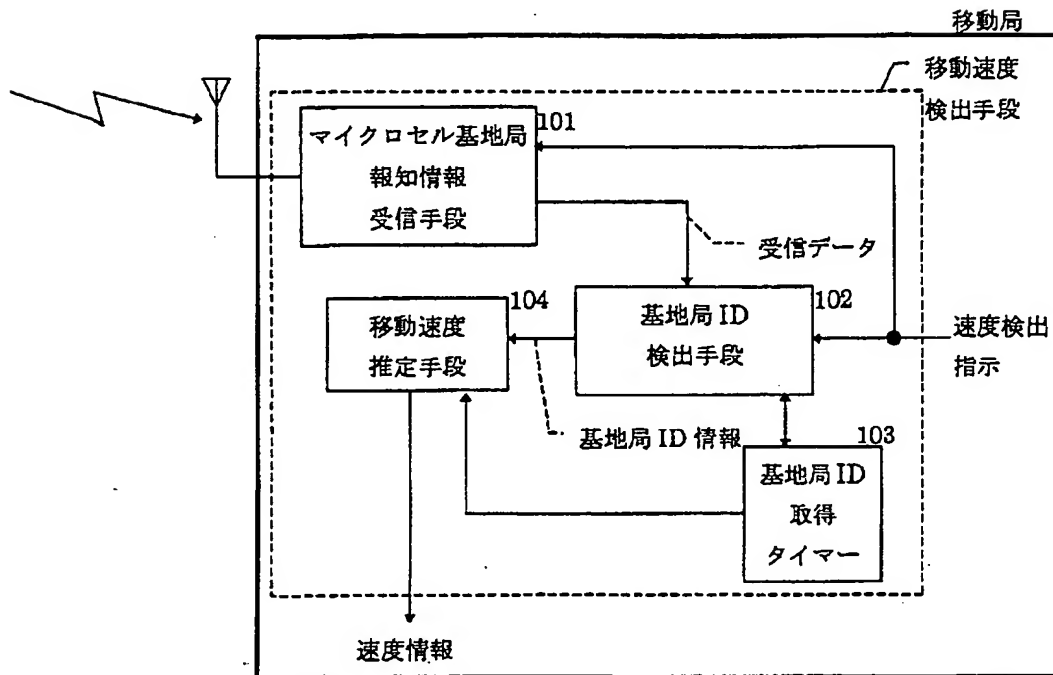 移動局
移動速度
検出手段
101
マイクロセル基地局
報知情報
受信手段
受信データ
104
移動速度
推定手段
102
基地局 ID
検出手段
速度検出
指示
基地局 ID 情報
103
基地局 ID
取得
タイマー
速度情報